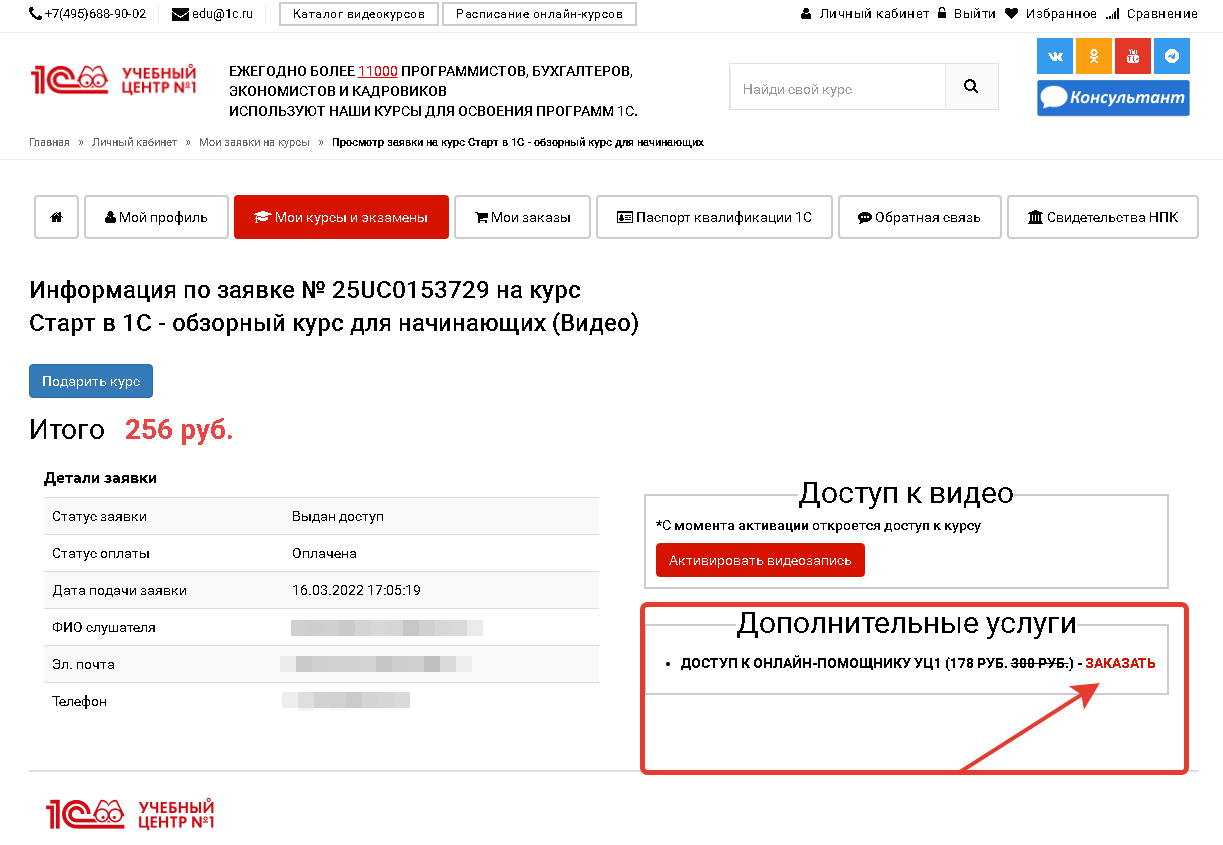 +7(495)688-90-02
edu@1c.ru
Каталог видеокурсов
Расписание онлайн-курсов
Личный кабинет
Выйти
Избранное
Сравнение
1С УЧЕБНЫЙ
ЦЕНТР №1
ЕЖЕГОДНО БОЛЕЕ 11000 ПРОГРАММИСТОВ, БУХГАЛТЕРОВ,
ЭКОНОМИСТОВ И КАДРОВИКОВ
ИСПОЛЬЗУЮТ НАШИ КУРСЫ ДЛЯ ОСВОЕНИЯ ПРОГРАММ 1С.
Найди свой курс
You
Консультант
Главная » Личный кабинет » Мои заявки на курсы » Просмотр заявки на курс Старт в 1С - обзорный курс для начинающих
Мой профиль
Мои курсы и экзамены
Мои заказы
Паспорт квалификации 1С
Обратная связь
Свидетельства НПК
Информация по заявке № 25UC0153729 на курс
Старт в 1С - обзорный курс для начинающих (Видео)
Подарить курс
Итого 256 руб.
Детали заявки
Статус заявки Выдан доступ
Статус оплаты Оплачена
Дата подачи заявки 16.03.2022 17:05:19
ФИО слушателя
Эл. почта
Телефон
Доступ к видео
*С момента активации откроется доступ к курсу
Активировать видеозапись
Дополнительные услуги
• ДОСТУП К ОНЛАЙН-ПОМОЩНИКУ УЦ1 (178 РУБ. 300 РУБ.) - ЗАКАЗАТЬ
1С УЧЕБНЫЙ
ЦЕНТР №1